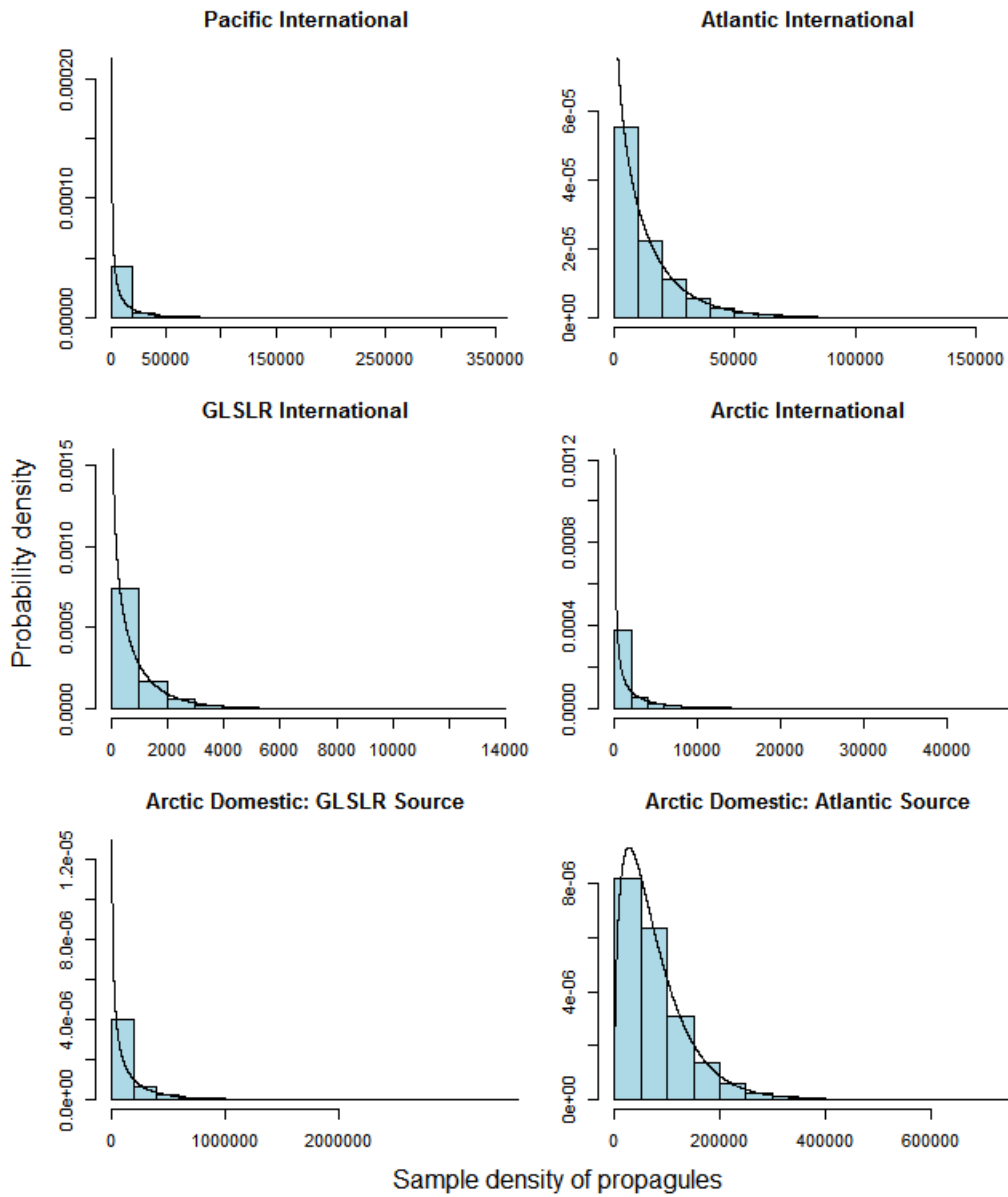 Pacific International
0.00000 0.00010 0.00020
0 50000 150000 250000 350000
Atlantic International
0e+00 2e-05 4e-05 6e-05
0 50000 100000 150000
GLSLR International
0.0000 0.0005 0.0010 0.0015
0 2000 4000 6000 8000 10000 14000
Arctic International
0.0000 0.0004 0.0008 0.0012
0 10000 20000 30000 40000
Arctic Domestic: GLSLR Source
0.0e+00 4.0e-06 8.0e-06 1.2e-05
0 1000000 2000000
Arctic Domestic: Atlantic Source
0e+00 4e-06 8e-06
0 200000 400000 600000
Probability density
Sample density of propagules